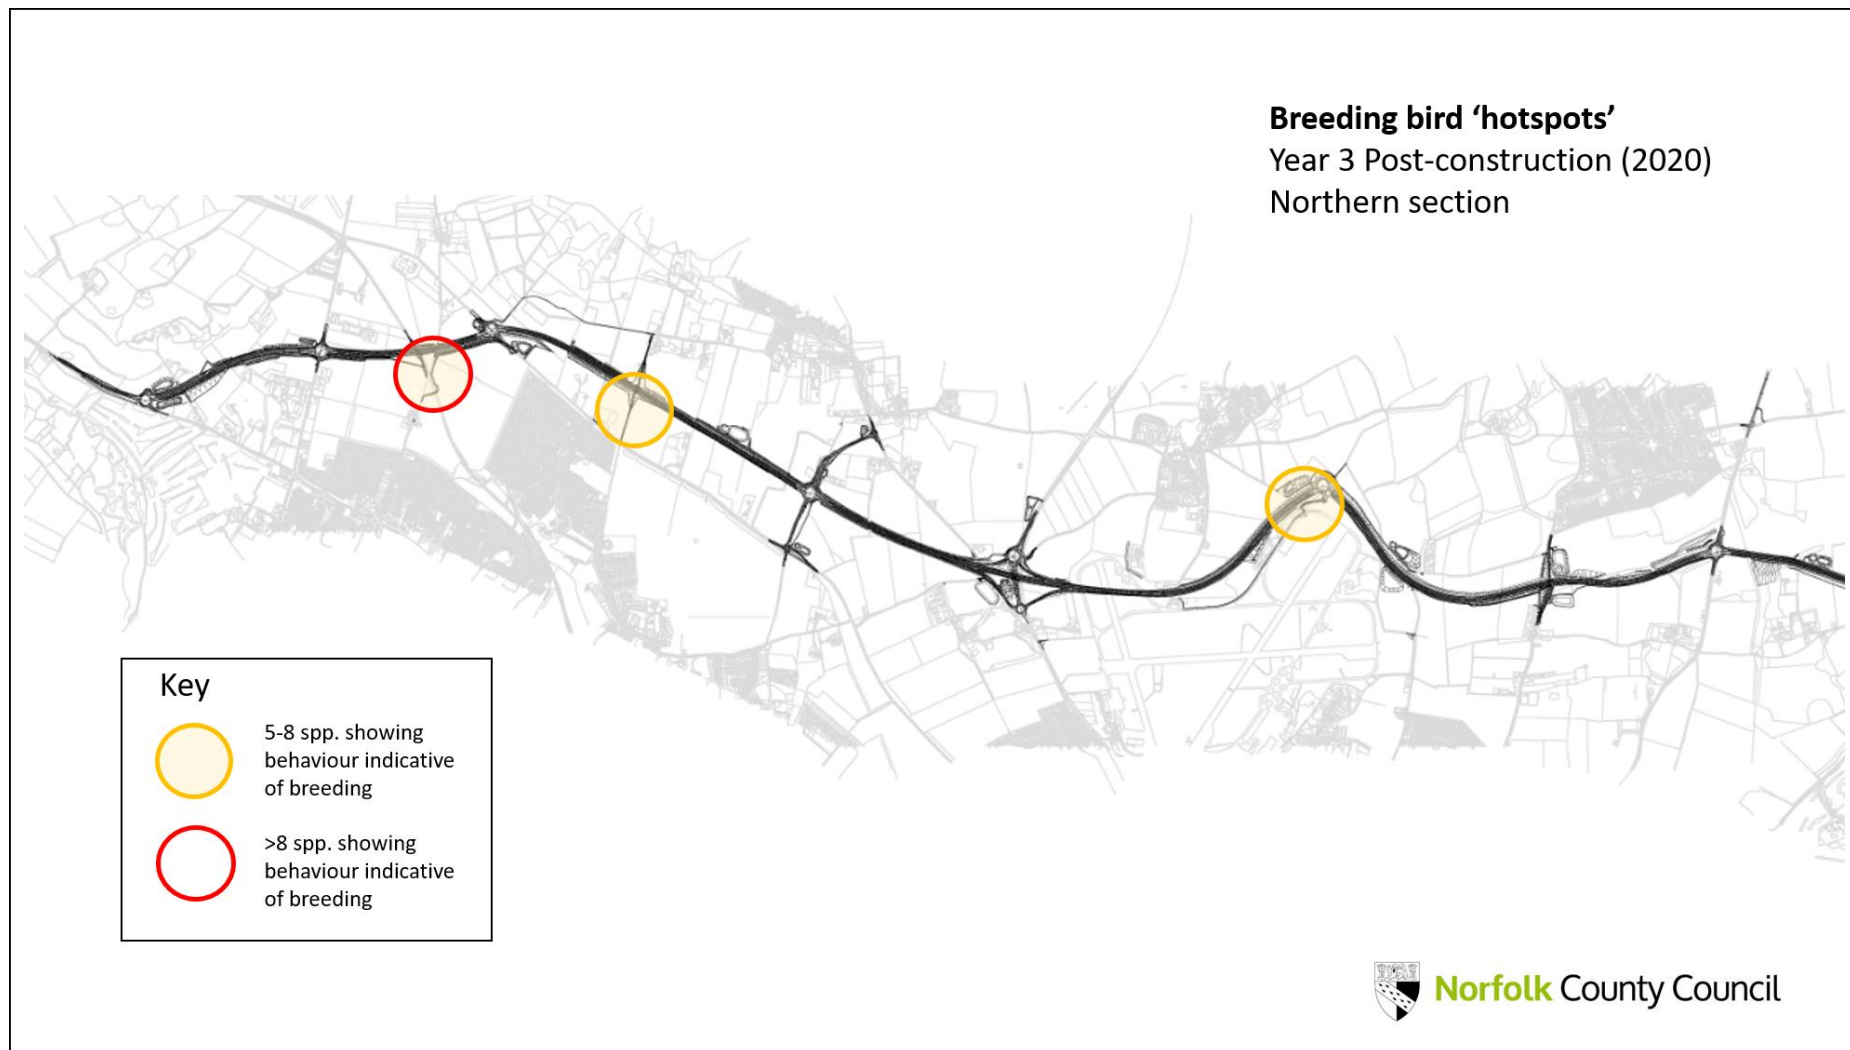 Breeding bird ‘hotspots’
Year 3 Post-construction (2020)
Northern section
Key
5-8 spp. showing
behaviour indicative
of breeding
>8 spp. showing
behaviour indicative
of breeding
Norfolk County Council